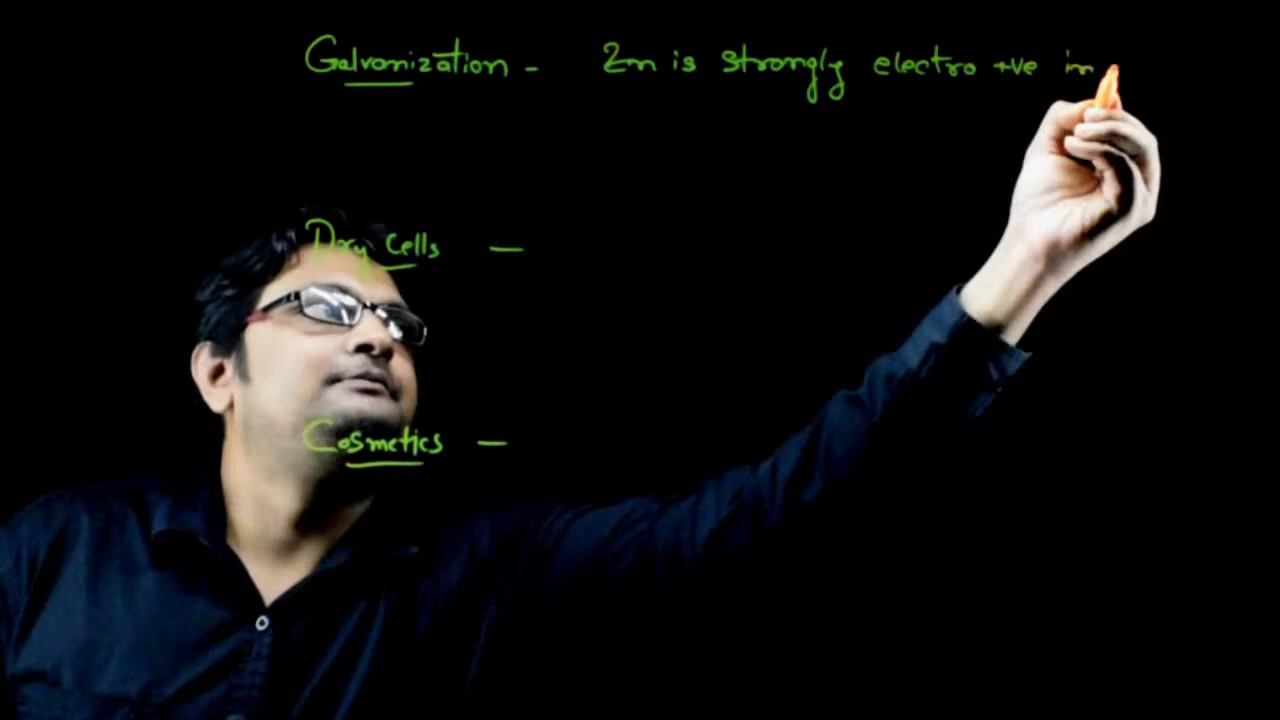 Galvanization - Zn is strongly electro +ve in
Dry cells -
Cosmetics -